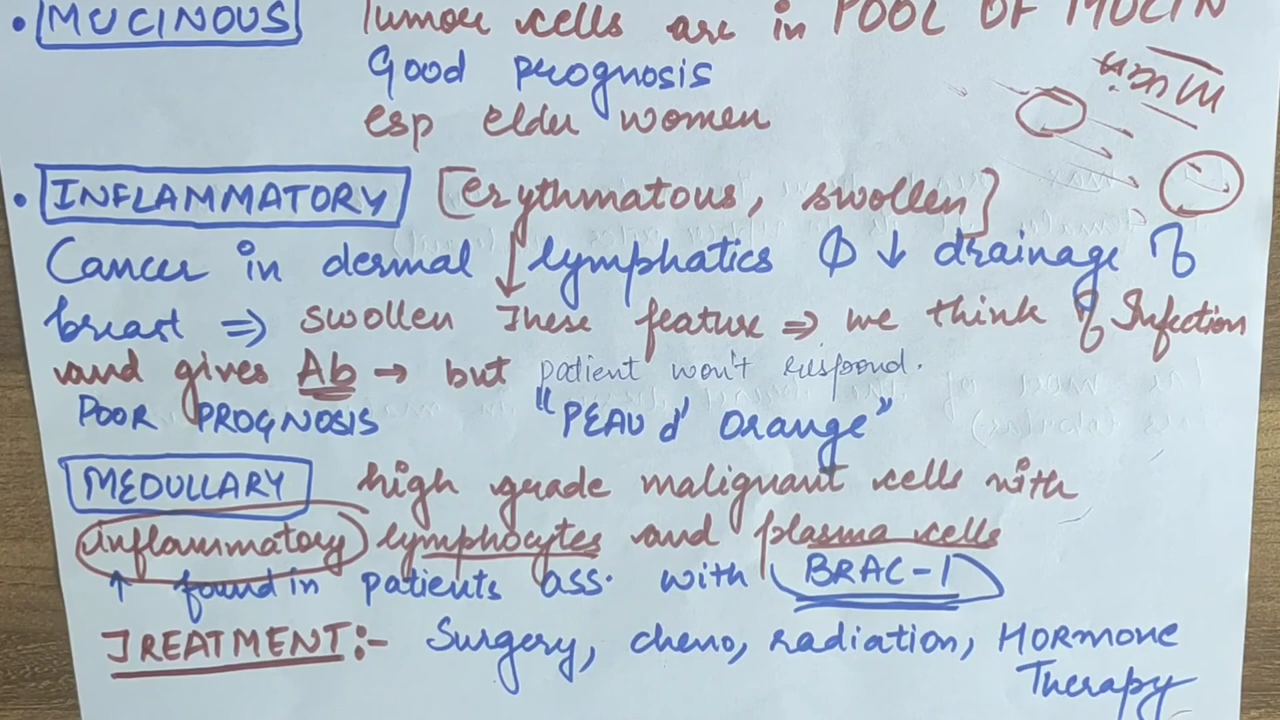 • MUCINOUS Tumour cells are in POOL OF MUCIN
Good prognosis
esp elder women
• INFLAMMATORY [erythmatous, swollen]
Cancer in dermal lymphatics ↓ drainage of
breast ⇒ swollen These feature ⇒ we think of Infection
and gives Ab → but patient won't respond.
POOR PROGNOSIS "PEAU d' Orange"
MEDULLARY high grade malignant cells with
inflammatory lymphocytes and plasma cells
↑ found in patients ass. with BRAC-1
TREATMENT:- Surgery, chemo, radiation, HORMONE
Therapy